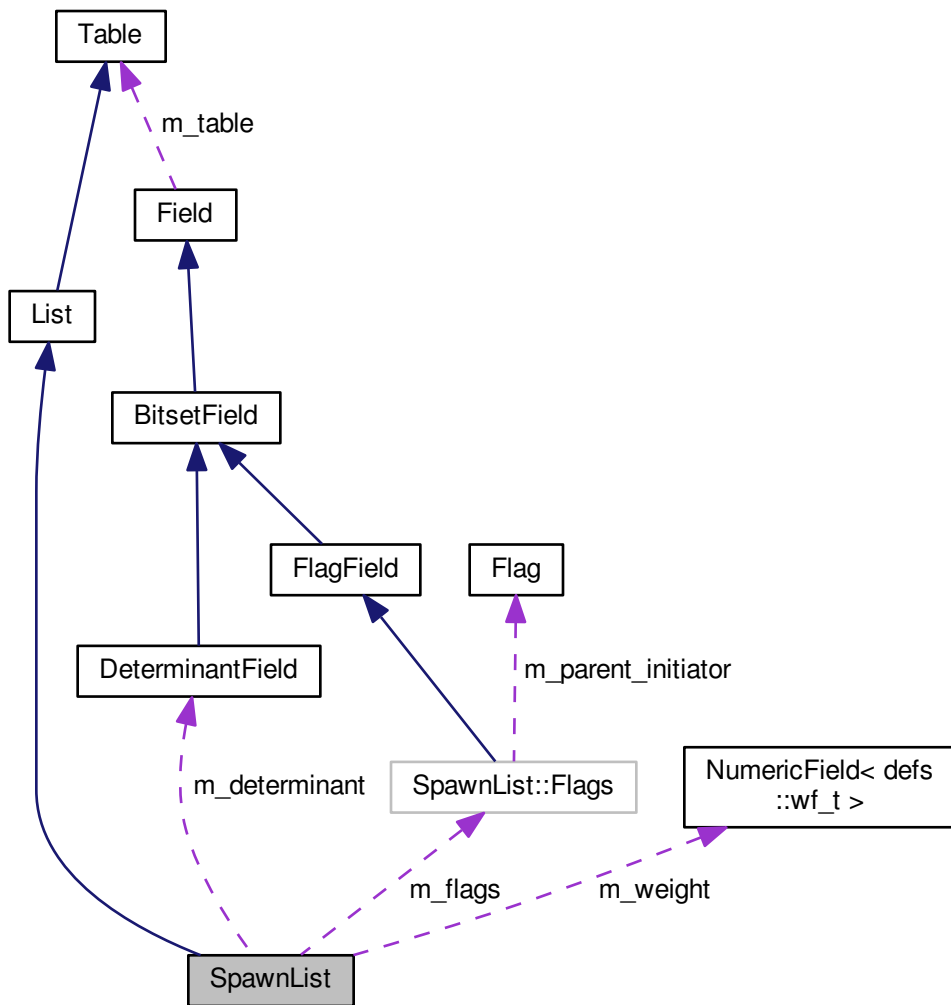 Table
m_table
Field
List
BitsetField
FlagField
Flag
DeterminantField
m_parent_initiator
m_determinant
SpawnList::Flags
NumericField< defs
::wf_t >
m_flags
m_weight
SpawnList